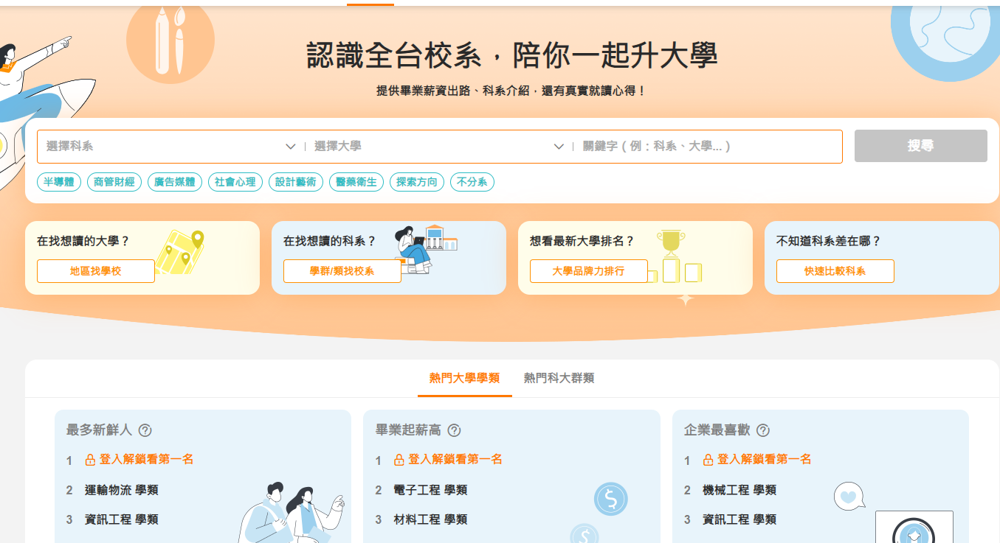 認識全台校系，陪你一起升大學
提供畢業薪資出路、科系介紹，還有真實就讀心得！
選擇科系 選擇大學 關鍵字（例：科系、大學...） 搜尋
半導體 商管財經 廣告媒體 社會心理 設計藝術 醫藥衛生 探索方向 不分系
在找想讀的大學？ 在找想讀的科系？ 想看最新大學排名？ 不知道科系差在哪？
地區找學校 學群/類找校系 大學品牌力排行 快速比較科系
熱門大學學類 熱門科大群類
最多新鮮人 ? 畢業起薪高 ? 企業最喜歡 ?
1 登入解鎖看第一名 1 登入解鎖看第一名 1 登入解鎖看第一名
2 運輸物流 學類 2 電子工程 學類 2 機械工程 學類
3 資訊工程 學類 3 材料工程 學類 3 資訊工程 學類